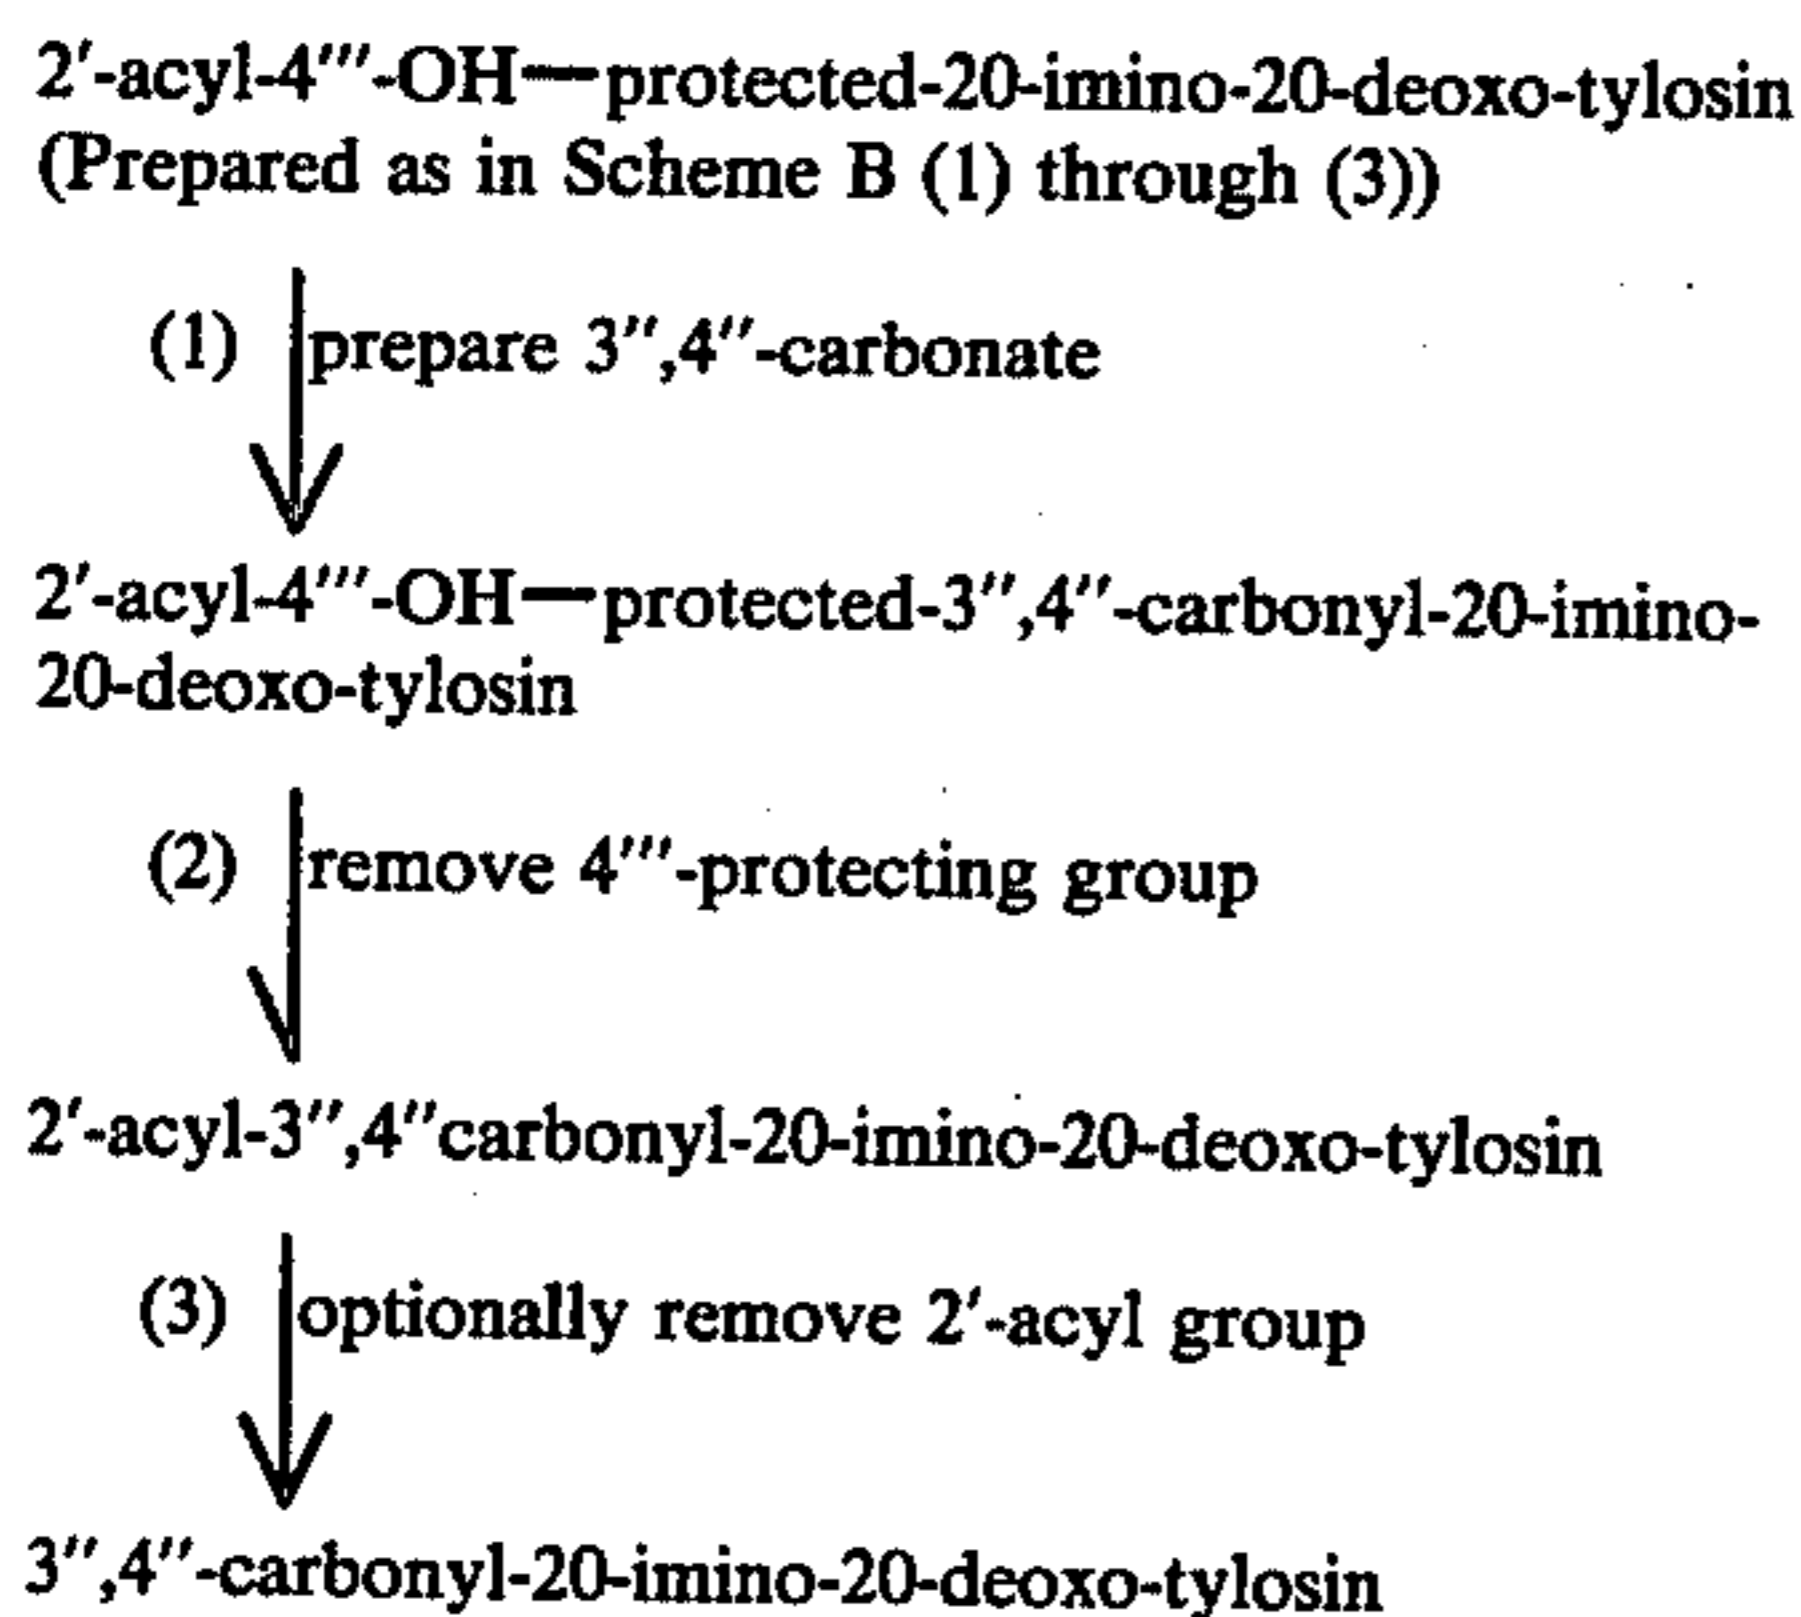 2′-acyl-4‴-OH—protected-20-imino-20-deoxo-tylosin
(Prepared as in Scheme B (1) through (3))
(1) prepare 3″,4″-carbonate
2′-acyl-4‴-OH—protected-3″,4″-carbonyl-20-imino-
20-deoxo-tylosin
(2) remove 4‴-protecting group
2′-acyl-3″,4″carbonyl-20-imino-20-deoxo-tylosin
(3) optionally remove 2′-acyl group
3″,4″-carbonyl-20-imino-20-deoxo-tylosin